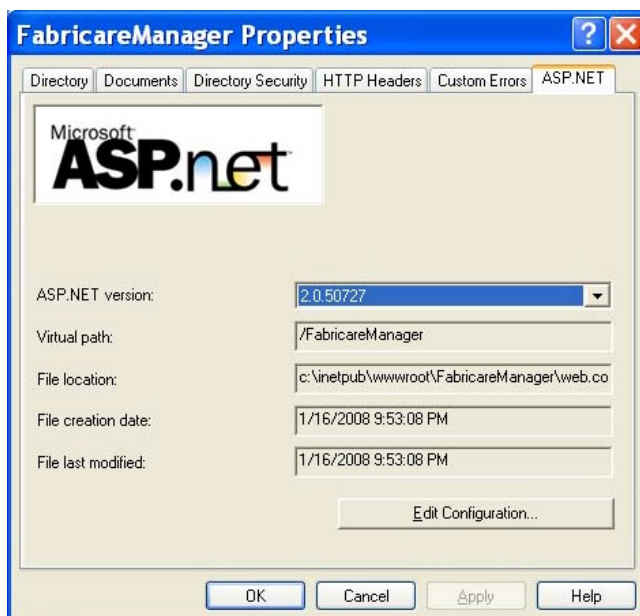 FabricareManager Properties
Directory Documents Directory Security HTTP Headers Custom Errors ASP.NET
Microsoft
ASP.net
ASP.NET version: 2.0.50727
Virtual path: /FabricareManager
File location: c:\inetpub\wwwroot\FabricareManager\web.co
File creation date: 1/16/2008 9:53:08 PM
File last modified: 1/16/2008 9:53:08 PM
Edit Configuration...
OK Cancel Apply Help